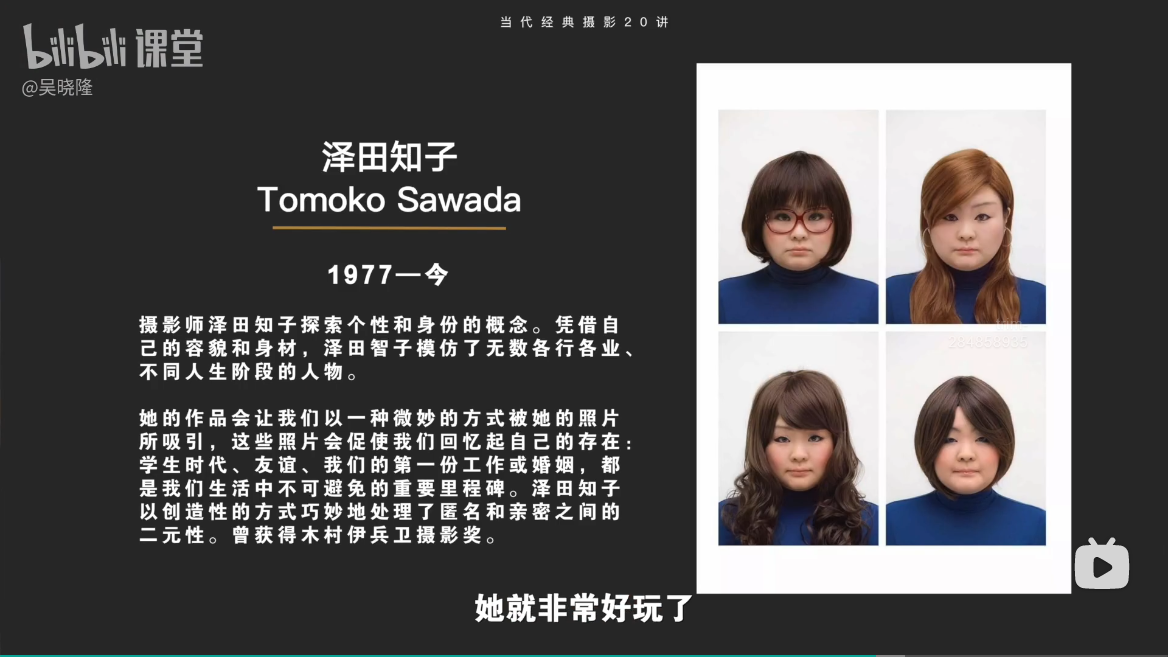 当代经典摄影20讲
bilibili课堂
@吴晓隆
泽田知子
Tomoko Sawada
1977—今
摄影师泽田知子探索个性和身份的概念。凭借自
己的容貌和身材，泽田智子模仿了无数各行各业、
不同人生阶段的人物。
她的作品会让我们以一种微妙的方式被她的照片
所吸引，这些照片会促使我们回忆起自己的存在：
学生时代、友谊、我们的第一份工作或婚姻，都
是我们生活中不可避免的重要里程碑。泽田知子
以创造性的方式巧妙地处理了匿名和亲密之间的
二元性。曾获得木村伊兵卫摄影奖。
她就非常好玩了